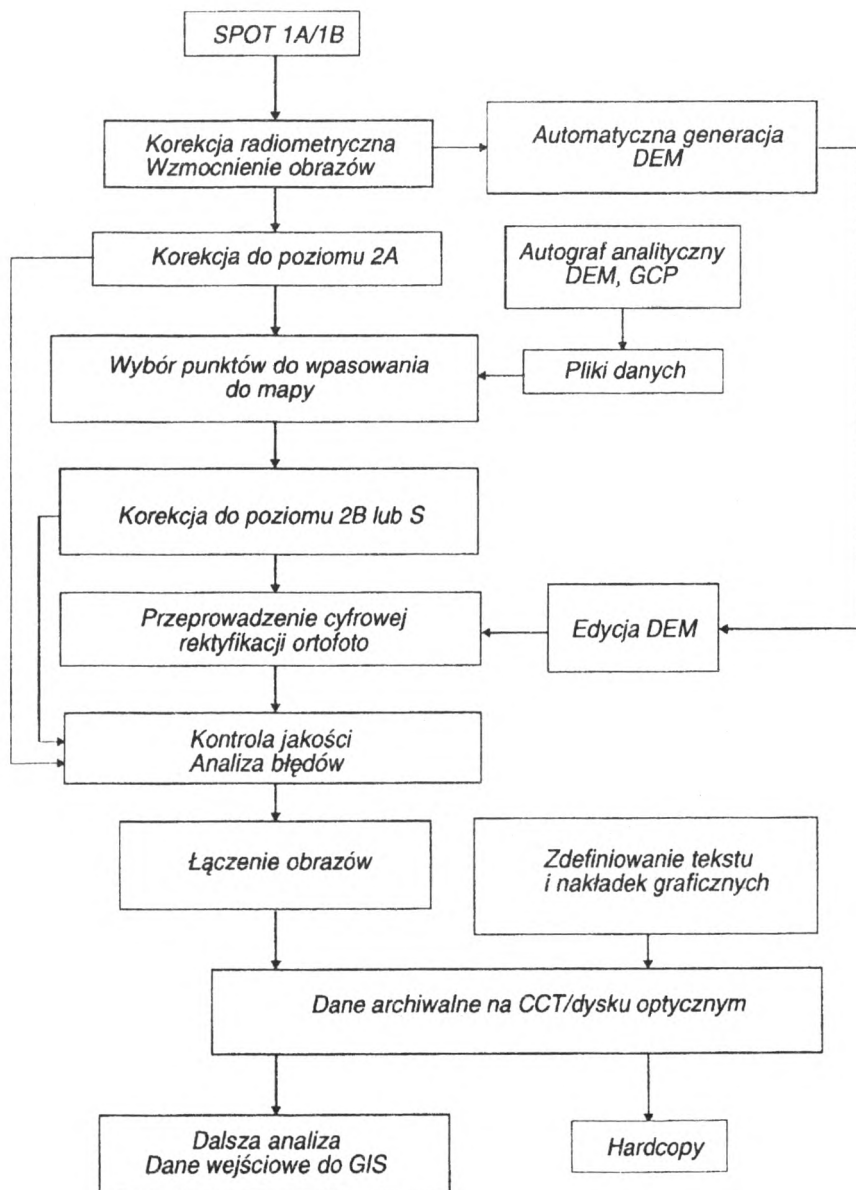 SPOT 1A/1B
Korekcja radiometryczna
Wzmocnienie obrazów
Automatyczna generacja
DEM
Korekcja do poziomu 2A
Autograf analityczny
DEM, GCP
Wybór punktów do wpasowania
do mapy
Pliki danych
Korekcja do poziomu 2B lub S
Przeprowadzenie cyfrowej
rektyfikacji ortofoto
Edycja DEM
Kontrola jakości
Analiza błędów
Łączenie obrazów
Zdefiniowanie tekstu
i nakładek graficznych
Dane archiwalne na CCT/dysku optycznym
Dalsza analiza
Dane wejściowe do GIS
Hardcopy